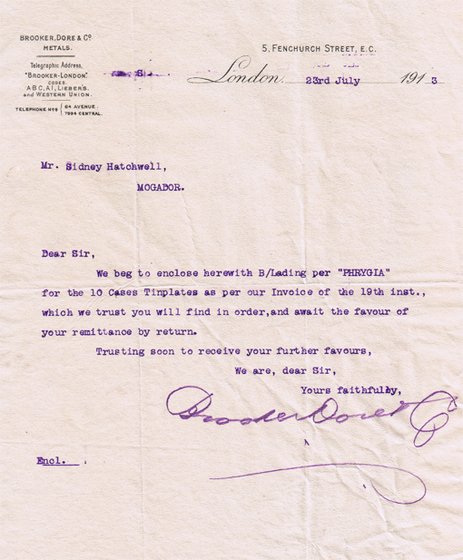 BROOKER, DORE & Co
METALS.
Telegraphic Address,
"BROOKER-LONDON."
CODES.
A.B.C, A.I, LIEBER'S.
and WESTERN UNION.
TELEPHONE Nos 84 AVENUE.
7994 CENTRAL.
5, FENCHURCH STREET, E.C.
London. 23rd July 1913
Mr. Sidney Hatchwell,
MOGADOR.
Dear Sir,
We beg to enclose herewith B/Lading per "PHRYGIA"
for the 10 Cases Tinplates as per our Invoice of the 19th inst.,
which we trust you will find in order,and await the favour of
your remittance by return.
Trusting soon to receive your further favours,
We are, dear Sir,
Yours faithfully,
Brooker Dore & Co
Encl.